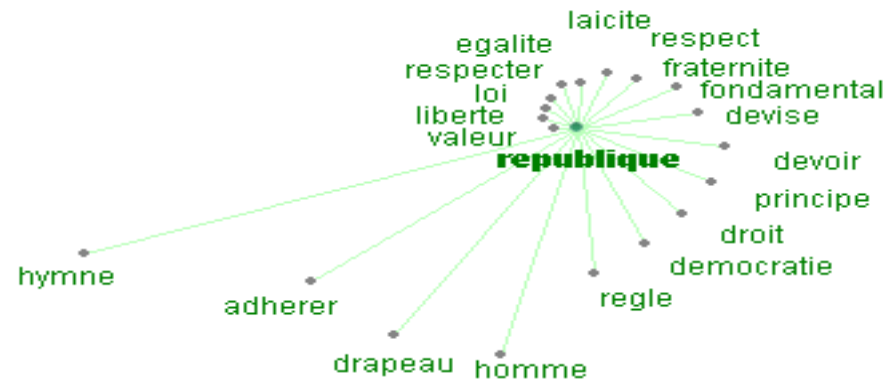 laicite
egalite
respect
respecter
fraternite
loi
fondamental
liberte
devise
valeur
republique
devoir
principe
droit
democratie
hymne
adherer
regle
drapeau
homme